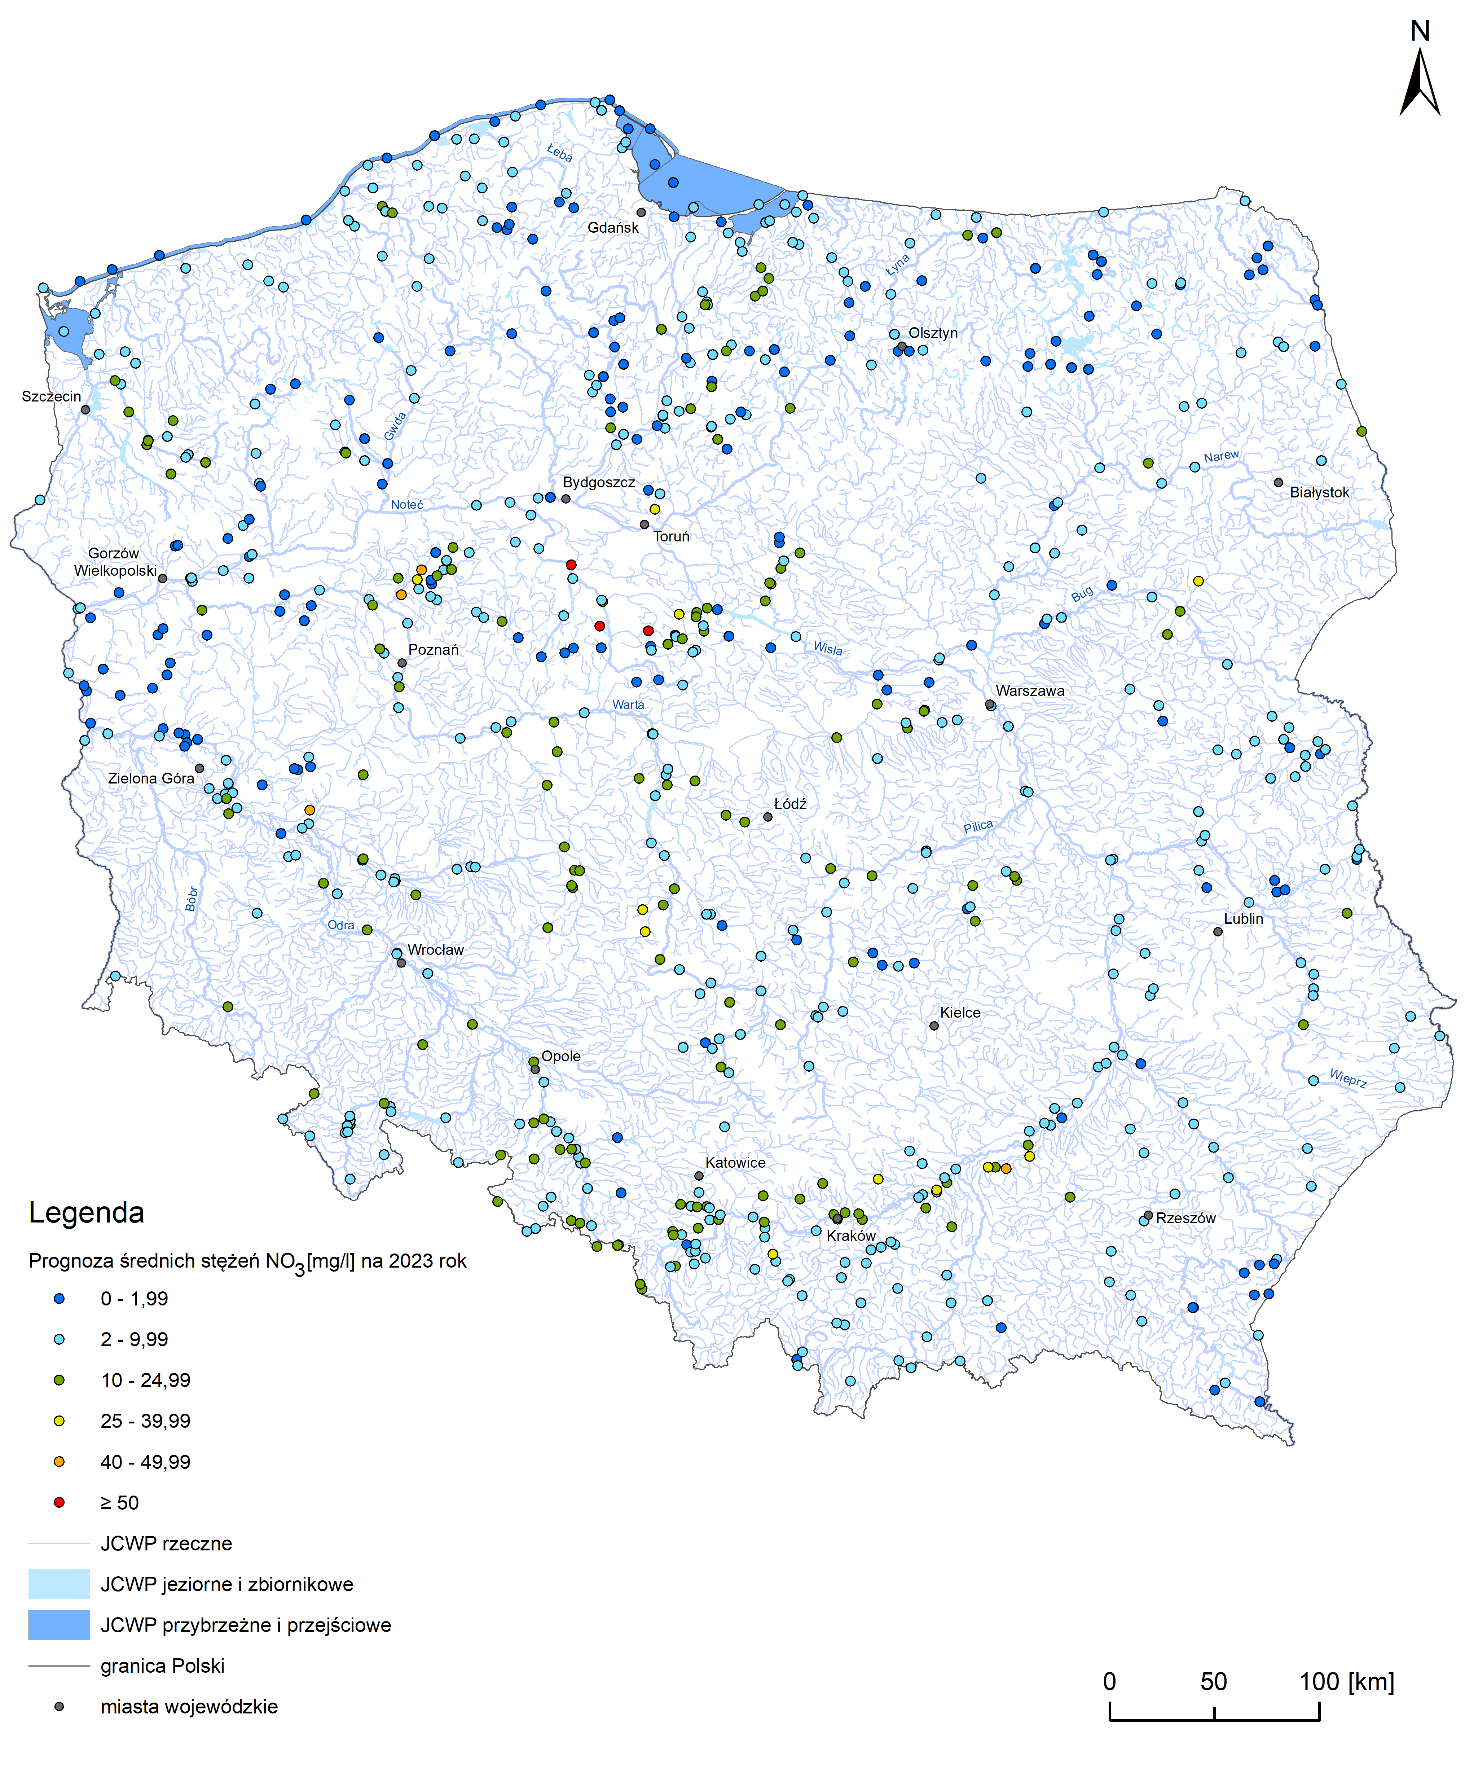 N
Łeba
Gdańsk
Łyna
Olsztyn
Szczecin
Gwda
Narew
Bydgoszcz
Białystok
Noteć
Toruń
Gorzów
Wielkopolski
Bug
Poznań
Wisla
Warszawa
Warta
Zielona Góra
Łódź
Pilica
Bóbr
Lublin
Odra
Wrocław
Kielce
Opole
Wieprz
Katowice
Rzeszów
Kraków
Legenda
Prognoza średnich stężeń NO3[mg/l] na 2023 rok
0 - 1,99
2 - 9,99
10 - 24,99
25 - 39,99
40 - 49,99
≥ 50
JCWP rzeczne
JCWP jeziorne i zbiornikowe
JCWP przybrzeżne i przejściowe
granica Polski
miasta wojewódzkie
0 50 100 [km]